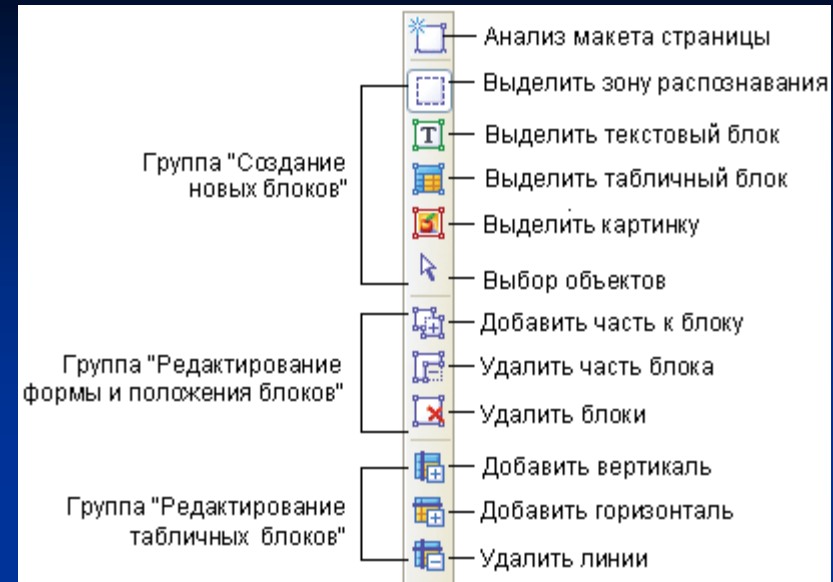 Анализ макета страницы
Выделить зону распознавания
Выделить текстовый блок
Группа "Создание
новых блоков"
Выделить табличный блок
Выделить картинку
Выбор объектов
Добавить часть к блоку
Группа "Редактирование
формы и положения блоков"
Удалить часть блока
Удалить блоки
Добавить вертикаль
Группа "Редактирование
табличных блоков"
Добавить горизонталь
Удалить линии